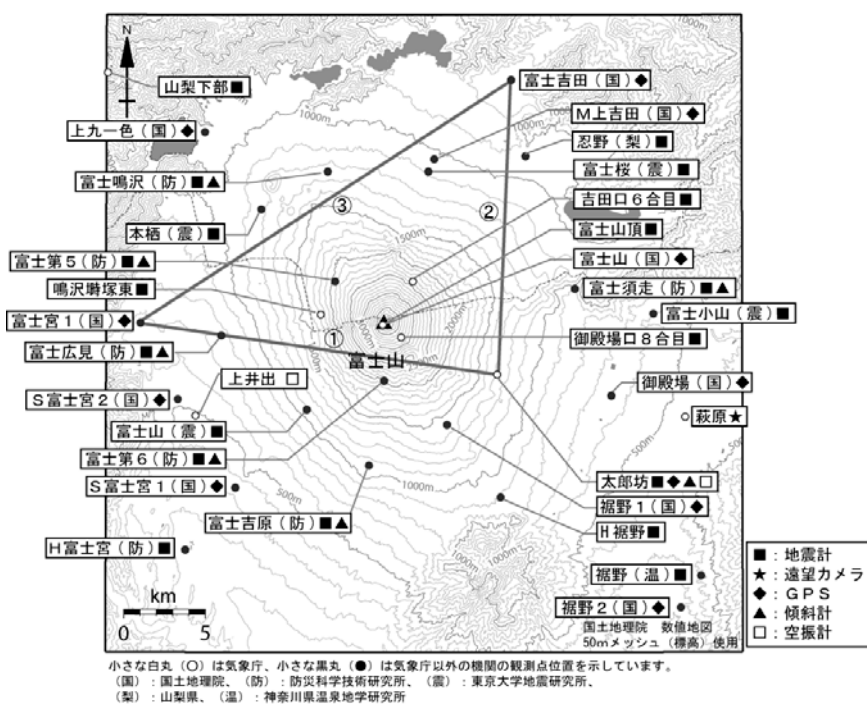 N
1000m
1000m
山梨下部■
富士吉田(国)◆
M上吉田(国)◆
上九一色(国)◆
忍野(梨)■
富士鳴沢(防)■▲
富士桜(震)■
②
吉田口6合目■
③
本栖(震)■
1500m
富士山頂■
富士第5(防)■▲
富士山(国)◆
鳴沢塒塚東■
富士須走(防)■▲
2000m
富士宮1(国)◆
富士小山(震)■
①
富士広見(防)■▲
富士山
御殿場口8合目■
上井出 □
御殿場(国)◆
S富士宮2(国)◆
萩原★
富士山(震)■
500m
富士第6(防)■▲
1000m
太郎坊■◆▲□
S富士宮1(国)◆
500m
裾野1(国)◆
富士吉原(防)■▲
H裾野■
H富士宮(防)■
1000m
■:地震計
裾野(温)■
★:遠望カメラ
km
◆:GPS
裾野2(国)◆
▲:傾斜計
0 5
国土地理院 数値地図
□:空振計
50mメッシュ(標高)使用
小さな白丸(○)は気象庁、小さな黒丸(●)は気象庁以外の機関の観測点位置を示しています。
(国):国土地理院、(防):防災科学技術研究所、(震):東京大学地震研究所、
(梨):山梨県、(温):神奈川県温泉地学研究所